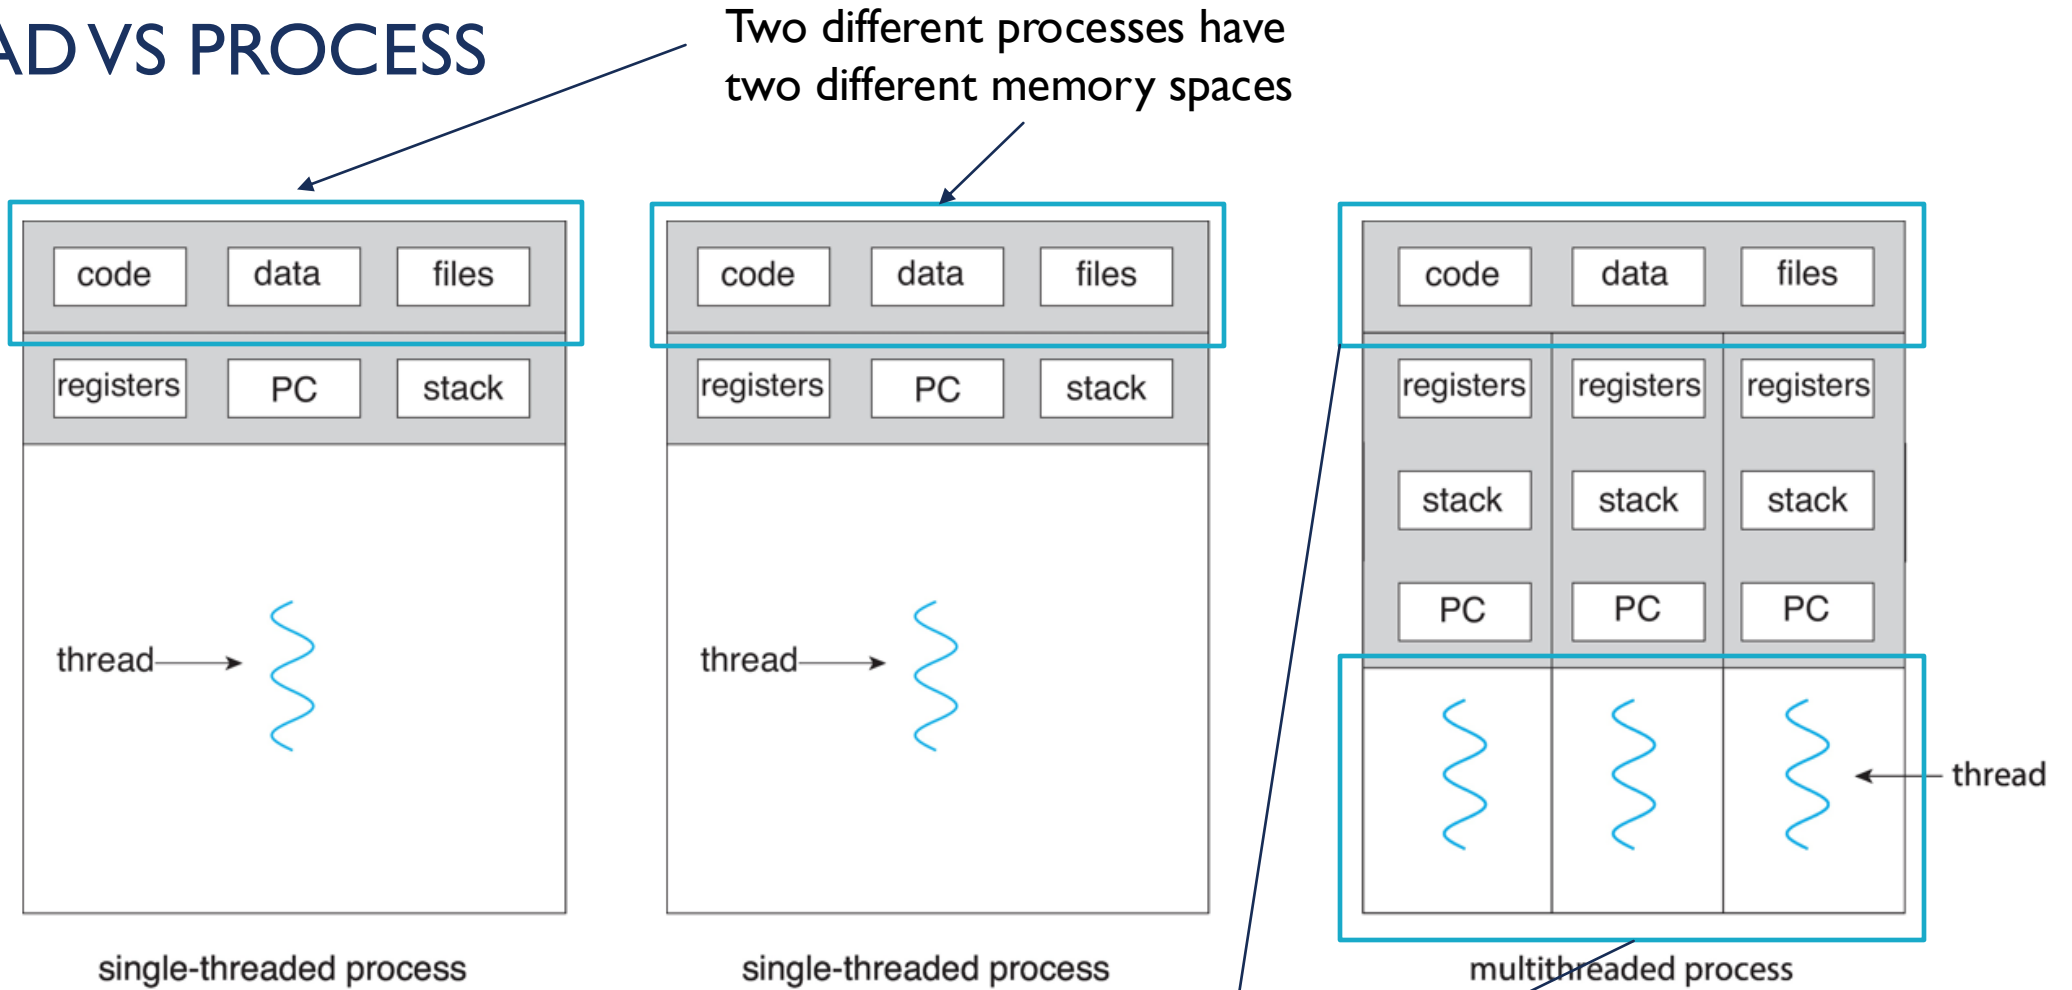 AD VS PROCESS
Two different processes have
two different memory spaces
code data files
registers PC stack
thread
single-threaded process
code data files
registers PC stack
thread
single-threaded process
code data files
registers registers registers
stack stack stack
PC PC PC
thread
multithreaded process